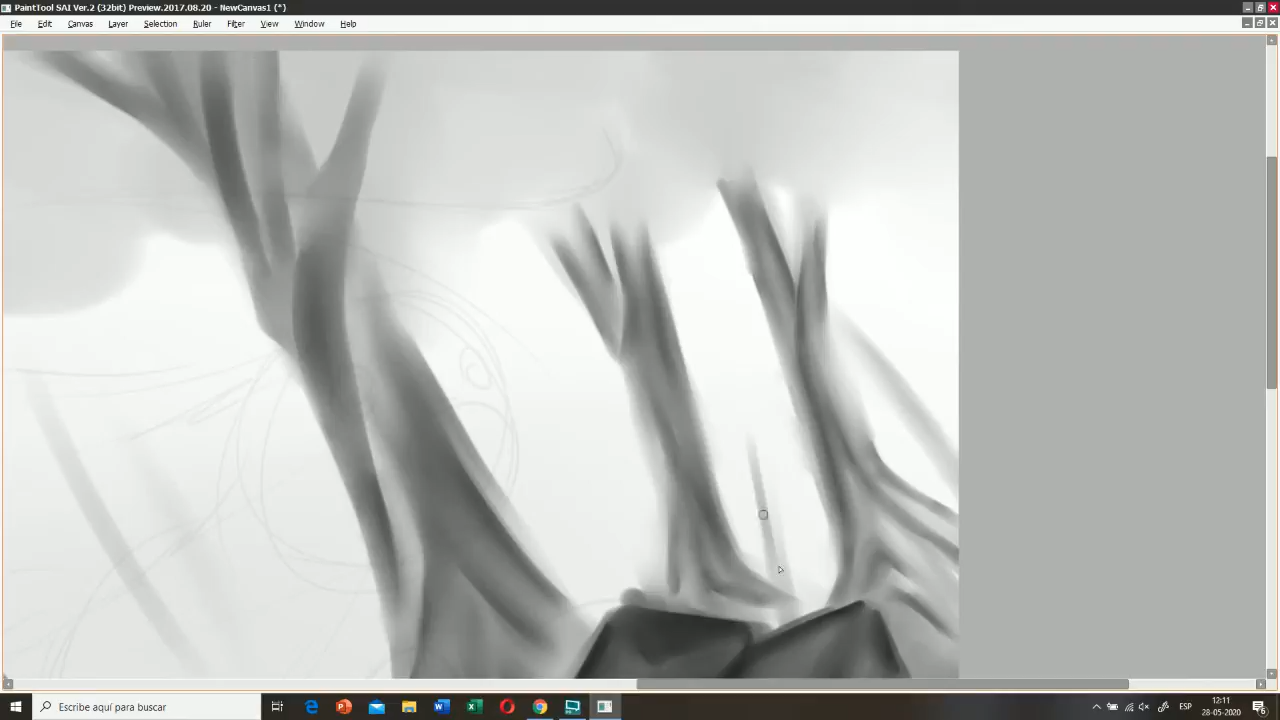 PaintTool SAI Ver.2 (32bit) Preview.2017.08.20 - NewCanvas1 (*)
File Edit Canvas Layer Selection Ruler Filter View Window Help
Escribe aquí para buscar
ESP
12:11
28-05-2020